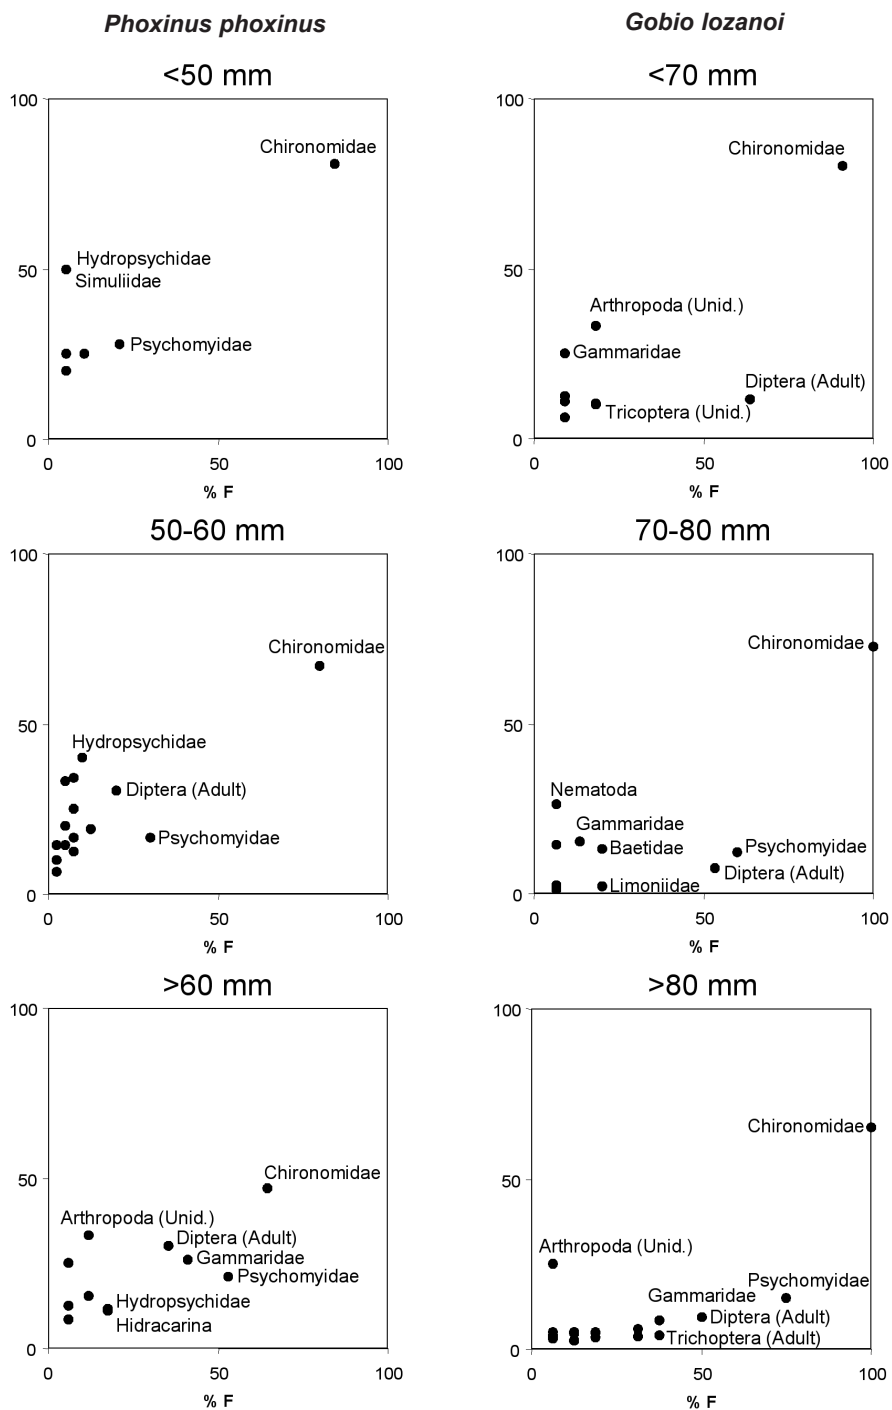 Phoxinus phoxinus
Gobio lozanoi
<50 mm
100
Chironomidae
Hydropsychidae
50
Simuliidae
Psychomyidae
0
0 50 100
% F
<70 mm
100
Chironomidae
Arthropoda (Unid.)
50
Gammaridae
Diptera (Adult)
Tricoptera (Unid.)
0
0 50 100
% F
50-60 mm
100
Chironomidae
50
Hydropsychidae
Diptera (Adult)
Psychomyidae
0
0 50 100
% F
70-80 mm
100
Chironomidae
50
Nematoda
Gammaridae
Baetidae
Psychomyidae
Diptera (Adult)
Limoniidae
0
0 50 100
% F
>60 mm
100
Chironomidae
50
Arthropoda (Unid.)
Diptera (Adult)
Gammaridae
Psychomyidae
Hydropsychidae
Hidracarina
0
0 50 100
% F
>80 mm
100
Chironomidae
50
Arthropoda (Unid.)
Psychomyidae
Gammaridae
Diptera (Adult)
Trichoptera (Adult)
0
0 50 100
% F